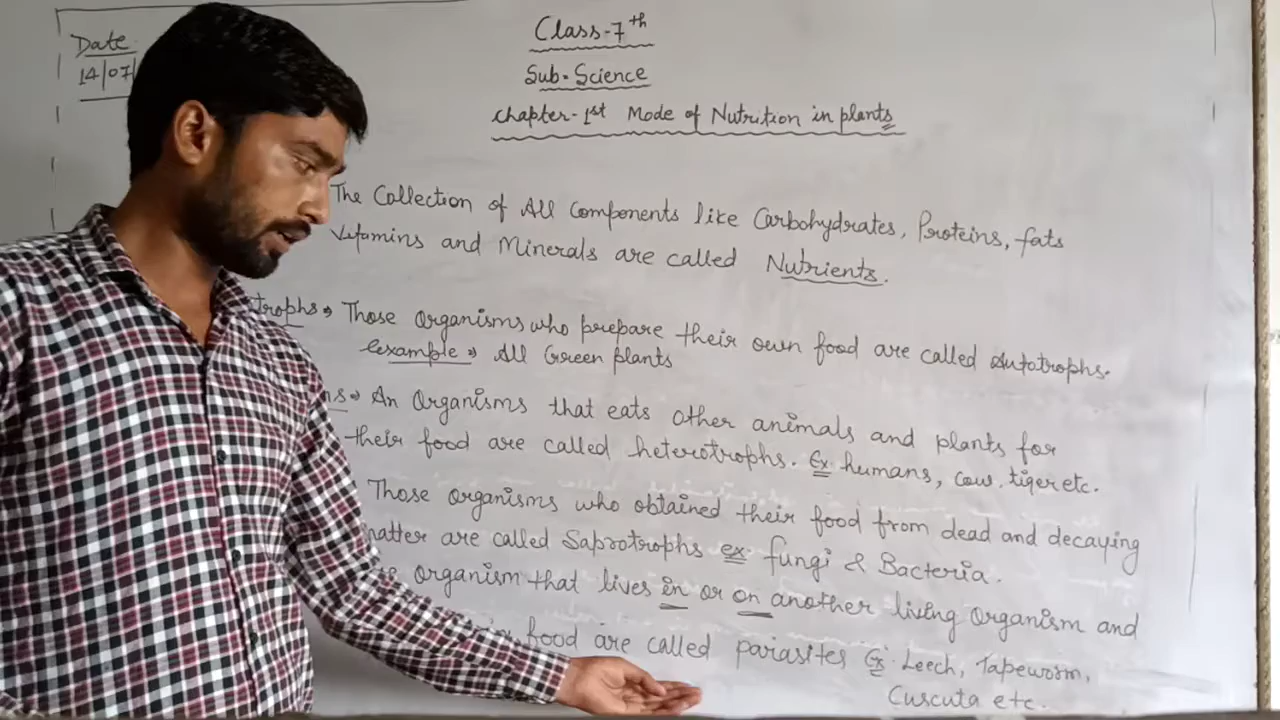 Date
14/07/
Class-7th
Sub-Science
Chapter-1st Mode of Nutrition in plants
The Collection of All Components like Carbohydrates, Proteins, fats
Vitamins and Minerals are called Nutrients.
trophs → Those Organisms who prepare their own food are called Autotrophs.
example → All Green plants
An Organisms that eats other animals and plants for
their food are called heterotrophs. Ex humans, Cow, tiger etc.
Those Organisms who obtained their food from dead and decaying
matter are called Saprotrophs ex: fungi & Bacteria.
organism that lives in or on another living Organism and
food are called parasites Ex: Leech, Tapeworm,
Cuscuta etc.